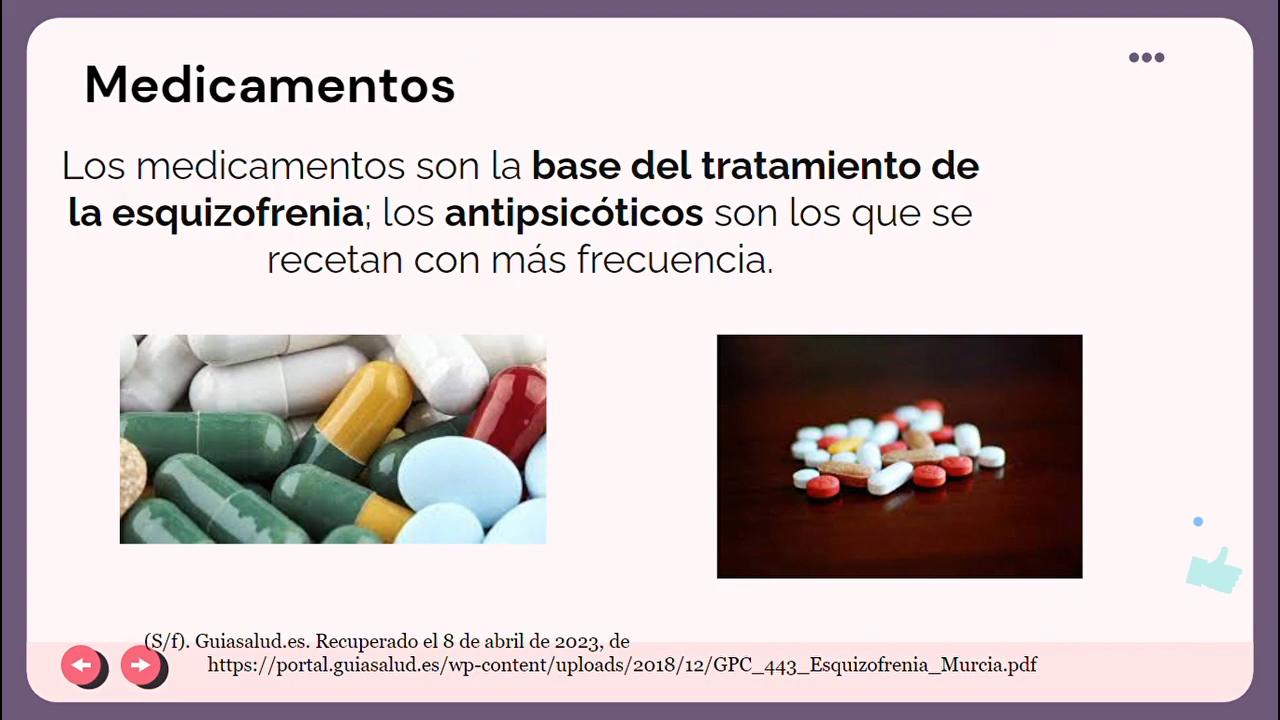 Medicamentos
Los medicamentos son la base del tratamiento de
la esquizofrenia; los antipsicóticos son los que se
recetan con más frecuencia.
(S/f). Guiasalud.es. Recuperado el 8 de abril de 2023, de
https://portal.guiasalud.es/wp-content/uploads/2018/12/GPC_443_Esquizofrenia_Murcia.pdf